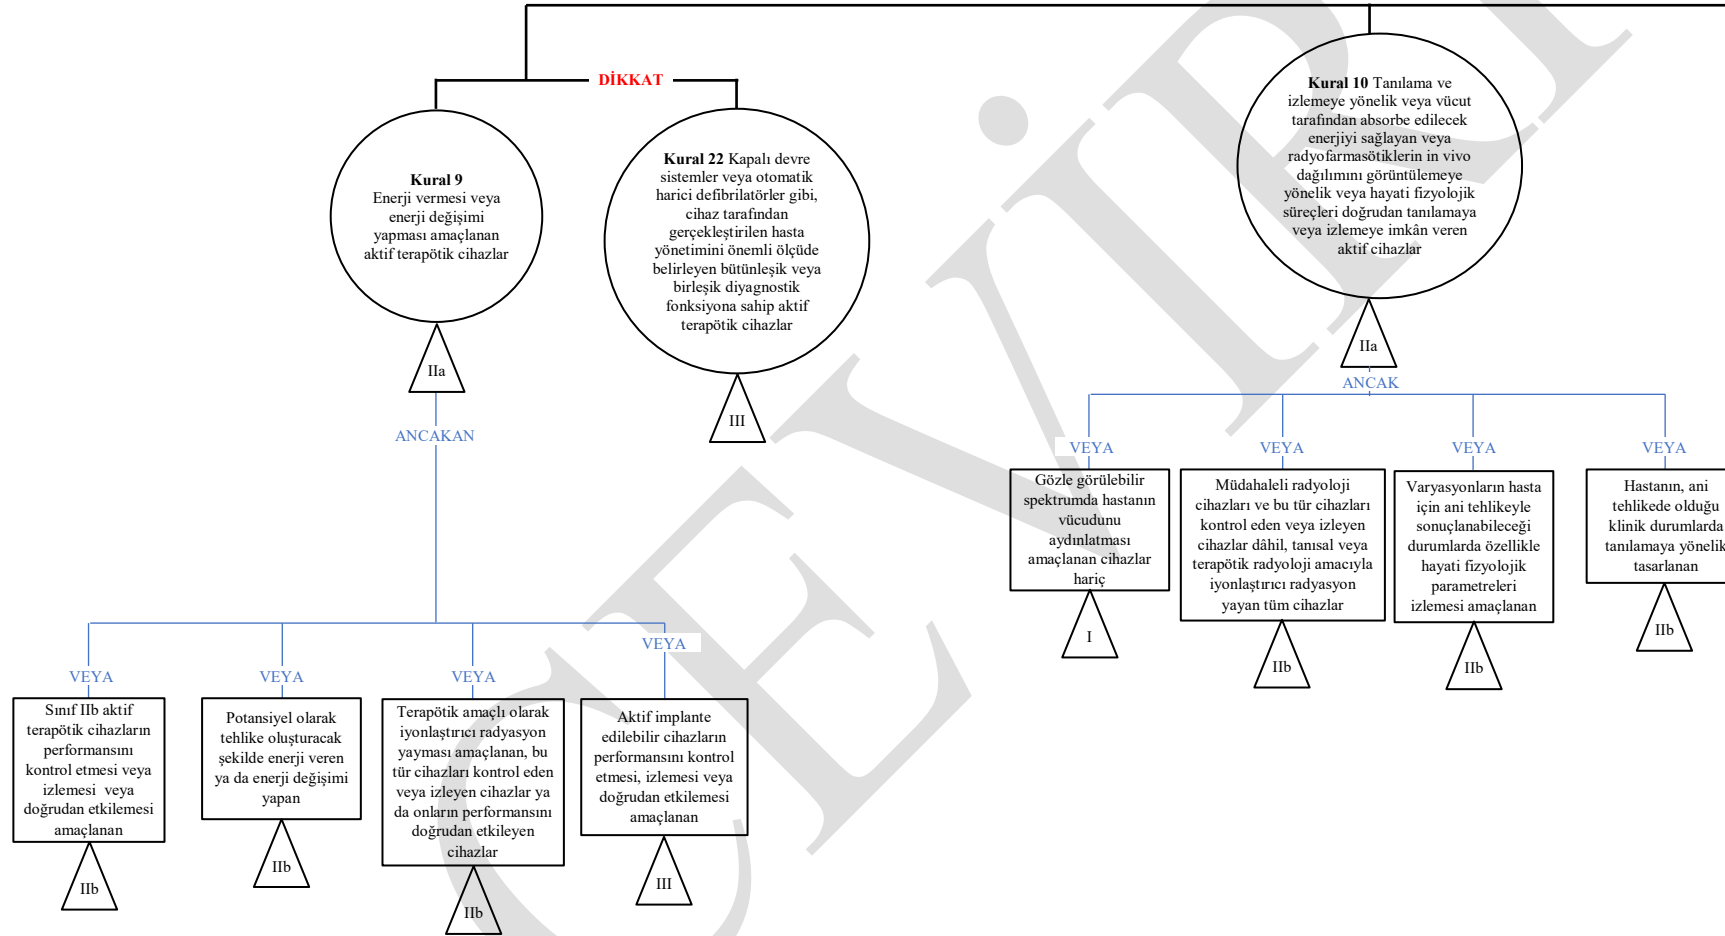 DİKKAT
Kural 9
Enerji vermesi veya
enerji değişimi
yapması amaçlanan
aktif terapötik cihazlar
IIa
ANCAKAN
Kural 22 Kapalı devre
sistemler veya otomatik
harici defibrilatörler gibi,
cihaz tarafından
gerçekleştirilen hasta
yönetimini önemli ölçüde
belirleyen bütünleşik veya
birleşik diyagnostik
fonksiyona sahip aktif
terapötik cihazlar
III
Kural 10 Tanılama ve
izlemeye yönelik veya vücut
tarafından absorbe edilecek
enerjiyi sağlayan veya
radyofarmasötiklerin in vivo
dağılımını görüntülemeye
yönelik veya hayati fizyolojik
süreçleri doğrudan tanılamaya
veya izlemeye imkân veren
aktif cihazlar
IIa
ANCAK
VEYA
Gözle görülebilir
spektrumda hastanın
vücudunu
aydınlatması
amaçlanan cihazlar
hariç
I
VEYA
Müdahaleli radyoloji
cihazları ve bu tür cihazları
kontrol eden veya izleyen
cihazlar dâhil, tanısal veya
terapötik radyoloji amacıyla
iyonlaştırıcı radyasyon
yayan tüm cihazlar
IIb
VEYA
Varyasyonların hasta
için ani tehlikeyle
sonuçlanabileceği
durumlarda özellikle
hayati fizyolojik
parametreleri
izlemesi amaçlanan
IIb
VEYA
Hastanın, ani
tehlikede olduğu
klinik durumlarda
tanılamaya yönelik
tasarlanan
IIb
VEYA
Sınıf IIb aktif
terapötik cihazların
performansını
kontrol etmesi veya
izlemesi veya
doğrudan etkilemesi
amaçlanan
IIb
VEYA
Potansiyel olarak
tehlike oluşturacak
şekilde enerji veren
ya da enerji değişimi
yapan
IIb
VEYA
Terapötik amaçlı olarak
iyonlaştırıcı radyasyon
yayması amaçlanan, bu
tür cihazları kontrol eden
veya izleyen cihazlar ya
da onların performansını
doğrudan etkileyen
cihazlar
IIb
VEYA
Aktif implante
edilebilir cihazların
performansını kontrol
etmesi, izlemesi veya
doğrudan etkilemesi
amaçlanan
III
ÇEVİRİ